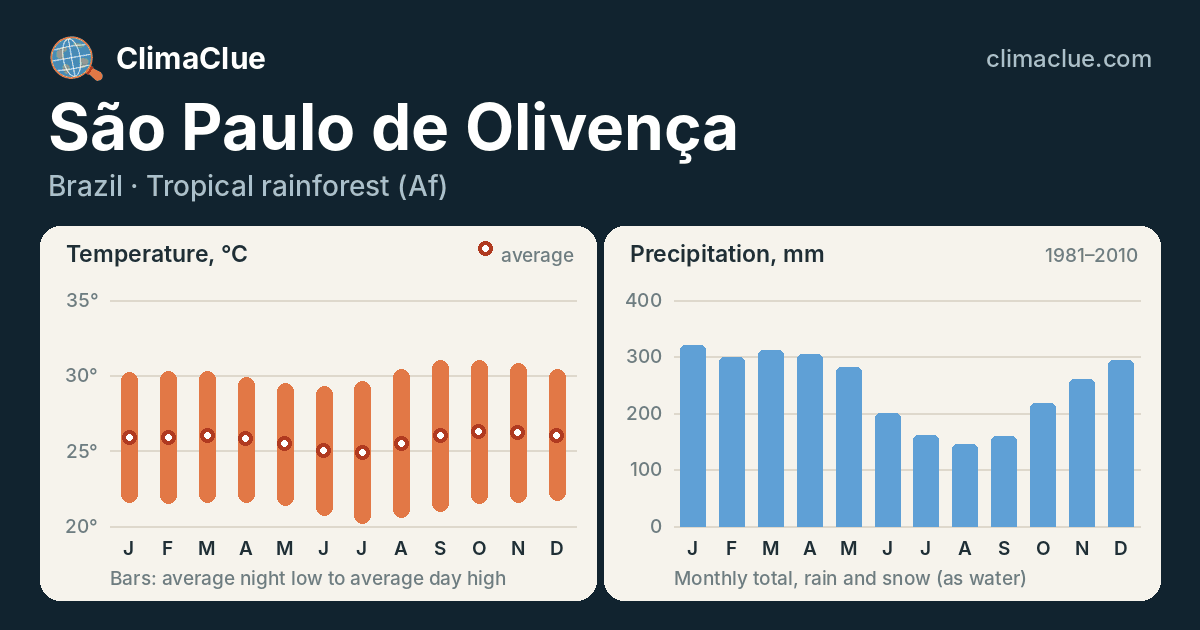 ClimaClue
climaclue.com
São Paulo de Olivença
Brazil · Tropical rainforest (Af)
Temperature, °C
average
35°
30°
25°
20°
J F M A M J J A S O N D
Bars: average night low to average day high
Precipitation, mm
1981–2010
400
300
200
100
0
J F M A M J J A S O N D
Monthly total, rain and snow (as water)